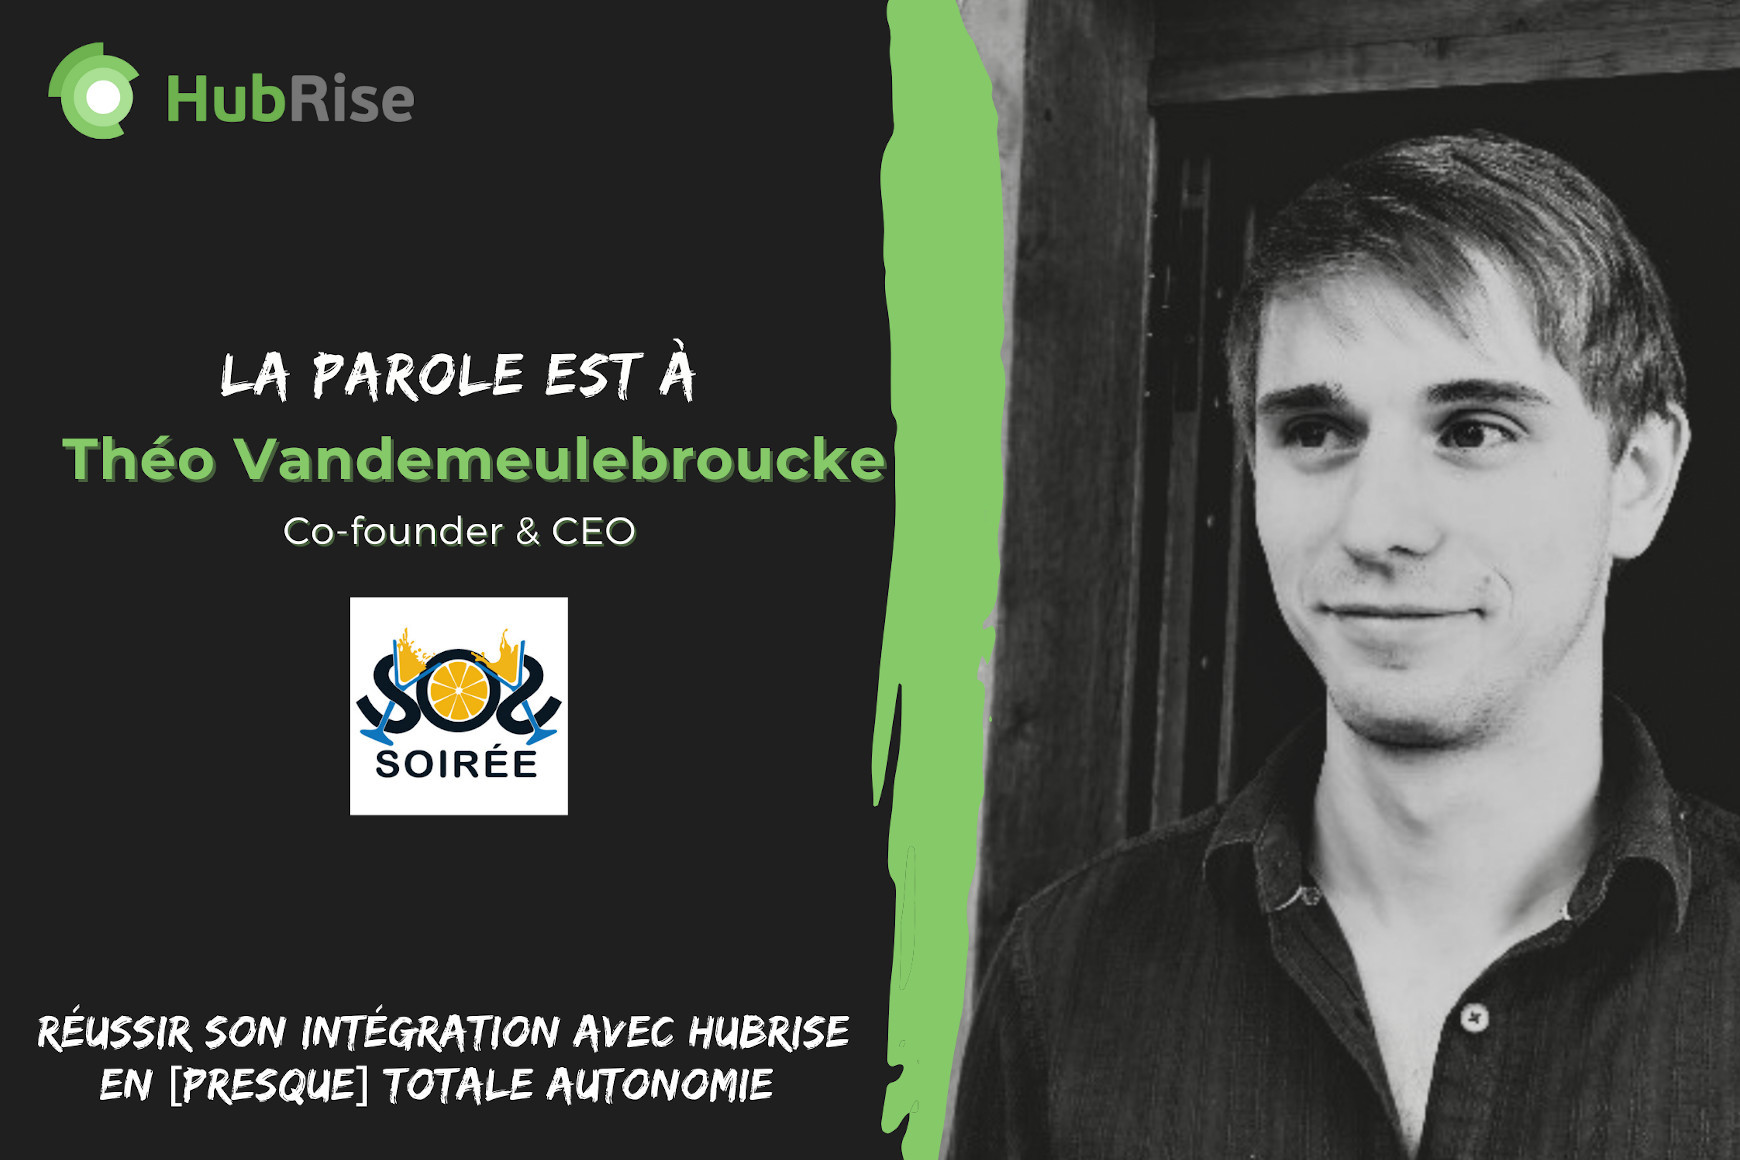 HubRise
LA PAROLE EST À
Théo Vandemeulebroucke
Co-founder & CEO
SOS
SOIRÉE
RÉUSSIR SON INTÉGRATION AVEC HUBRISE
EN [PRESQUE] TOTALE AUTONOMIE